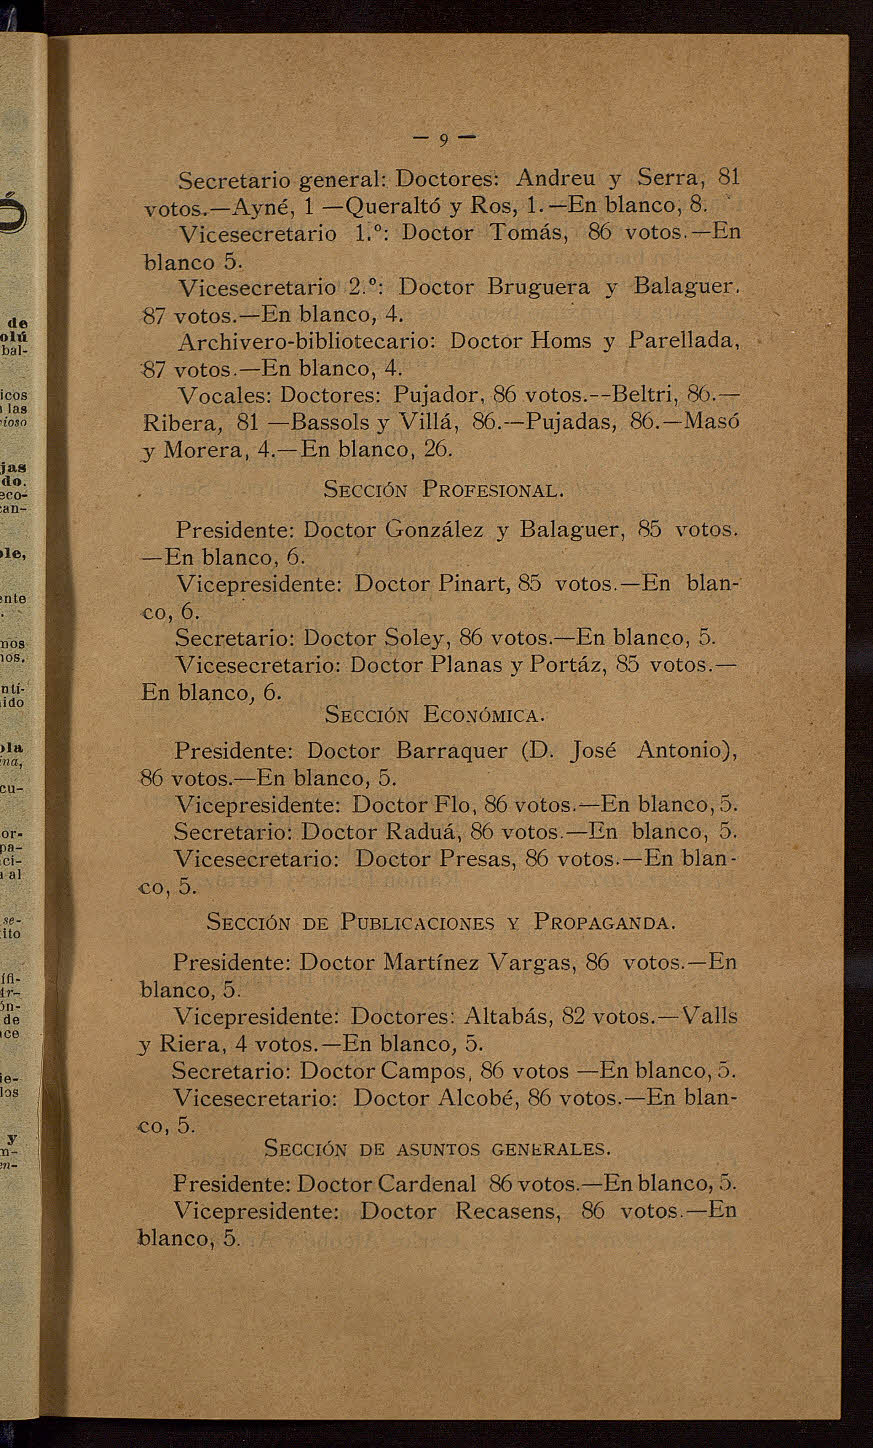 — 9 —
Secretario general: Doctores: Andreu y Serra, 81
votos.—Ayné, 1 —Queraltó y Ros, 1.—En blanco, 8.
Vicesecretario 1.º: Doctor Tomás, 86 votos.—En
blanco 5.
Vicesecretario 2.º: Doctor Bruguera y Balaguer.
87 votos.—En blanco, 4.
Archivero-bibliotecario: Doctor Homs y Parellada,
87 votos.—En blanco, 4.
Vocales: Doctores: Pujador, 86 votos.--Beltri, 86.—
Ribera, 81 —Bassols y Villá, 86.—Pujadas, 86.—Masó
y Morera, 4.—En blanco, 26.
SECCIÓN PROFESIONAL.
Presidente: Doctor González y Balaguer, 85 votos.
—En blanco, 6.
Vicepresidente: Doctor Pinart, 85 votos.—En blan-
co, 6.
Secretario: Doctor Soley, 86 votos.—En blanco, 5.
Vicesecretario: Doctor Planas y Portáz, 85 votos.—
En blanco, 6.
SECCIÓN ECONÓMICA.
Presidente: Doctor Barraquer (D. José Antonio),
86 votos.—En blanco, 5.
Vicepresidente: Doctor Flo, 86 votos.—En blanco, 5.
Secretario: Doctor Raduá, 86 votos.—En blanco, 5.
Vicesecretario: Doctor Presas, 86 votos.—En blan-
co, 5.
SECCIÓN DE PUBLICACIONES Y PROPAGANDA.
Presidente: Doctor Martínez Vargas, 86 votos.—En
blanco, 5.
Vicepresidente: Doctores: Altabás, 82 votos.—Valls
y Riera, 4 votos.—En blanco, 5.
Secretario: Doctor Campos, 86 votos —En blanco, 5.
Vicesecretario: Doctor Alcobé, 86 votos.—En blan-
co, 5.
SECCIÓN DE ASUNTOS GENERALES.
Presidente: Doctor Cardenal 86 votos.—En blanco, 5.
Vicepresidente: Doctor Recasens, 86 votos.—En
blanco, 5.